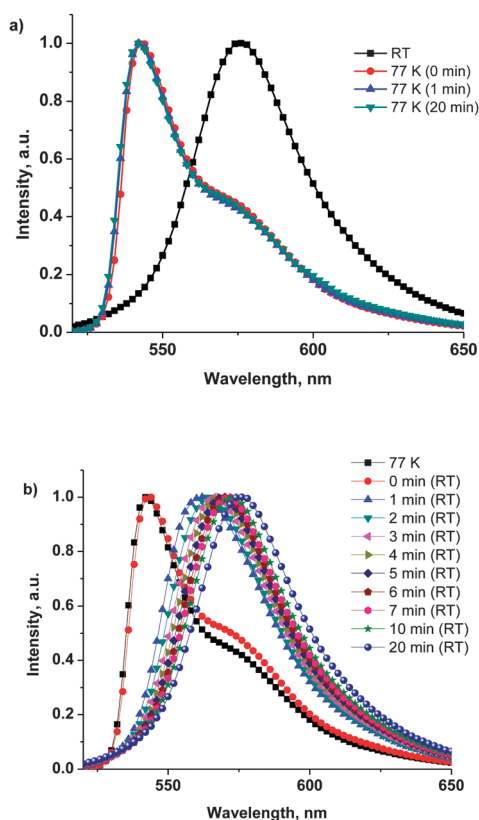 a)
RT
77 K (0 min)
77 K (1 min)
77 K (20 min)
1.0
0.8
0.6
0.4
0.2
0.0
Intensity, a.u.
550
600
650
Wavelength, nm
b)
77 K
0 min (RT)
1 min (RT)
2 min (RT)
3 min (RT)
4 min (RT)
5 min (RT)
6 min (RT)
7 min (RT)
10 min (RT)
20 min (RT)
1.0
0.8
0.6
0.4
0.2
0.0
Intensity, a.u.
550
600
650
Wavelength, nm